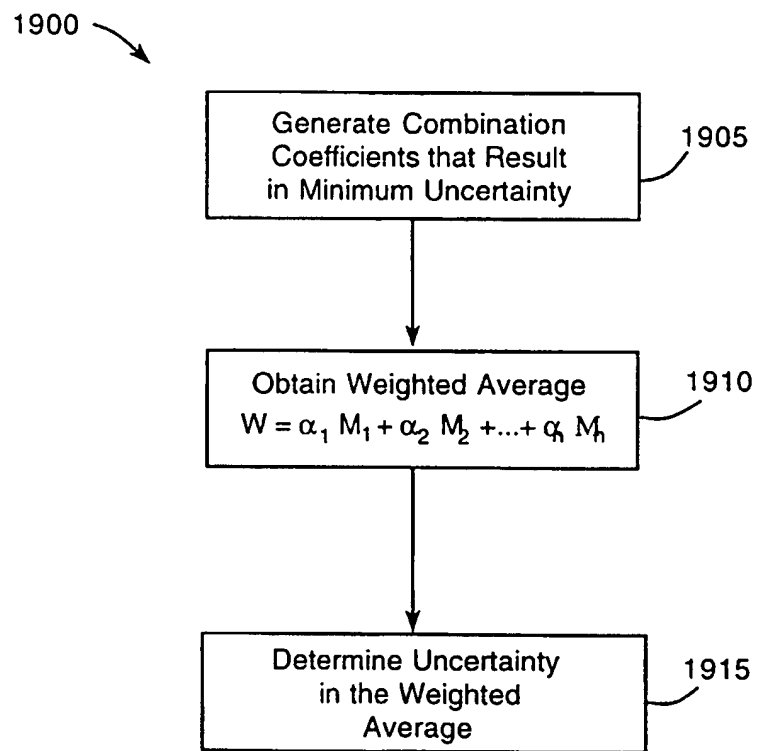 1900
Generate Combination
Coefficients that Result
in Minimum Uncertainty
1905
Obtain Weighted Average
W = α₁ M₁ + α₂ M₂ +...+ αₙ Mₙ
1910
Determine Uncertainty
in the Weighted
Average
1915